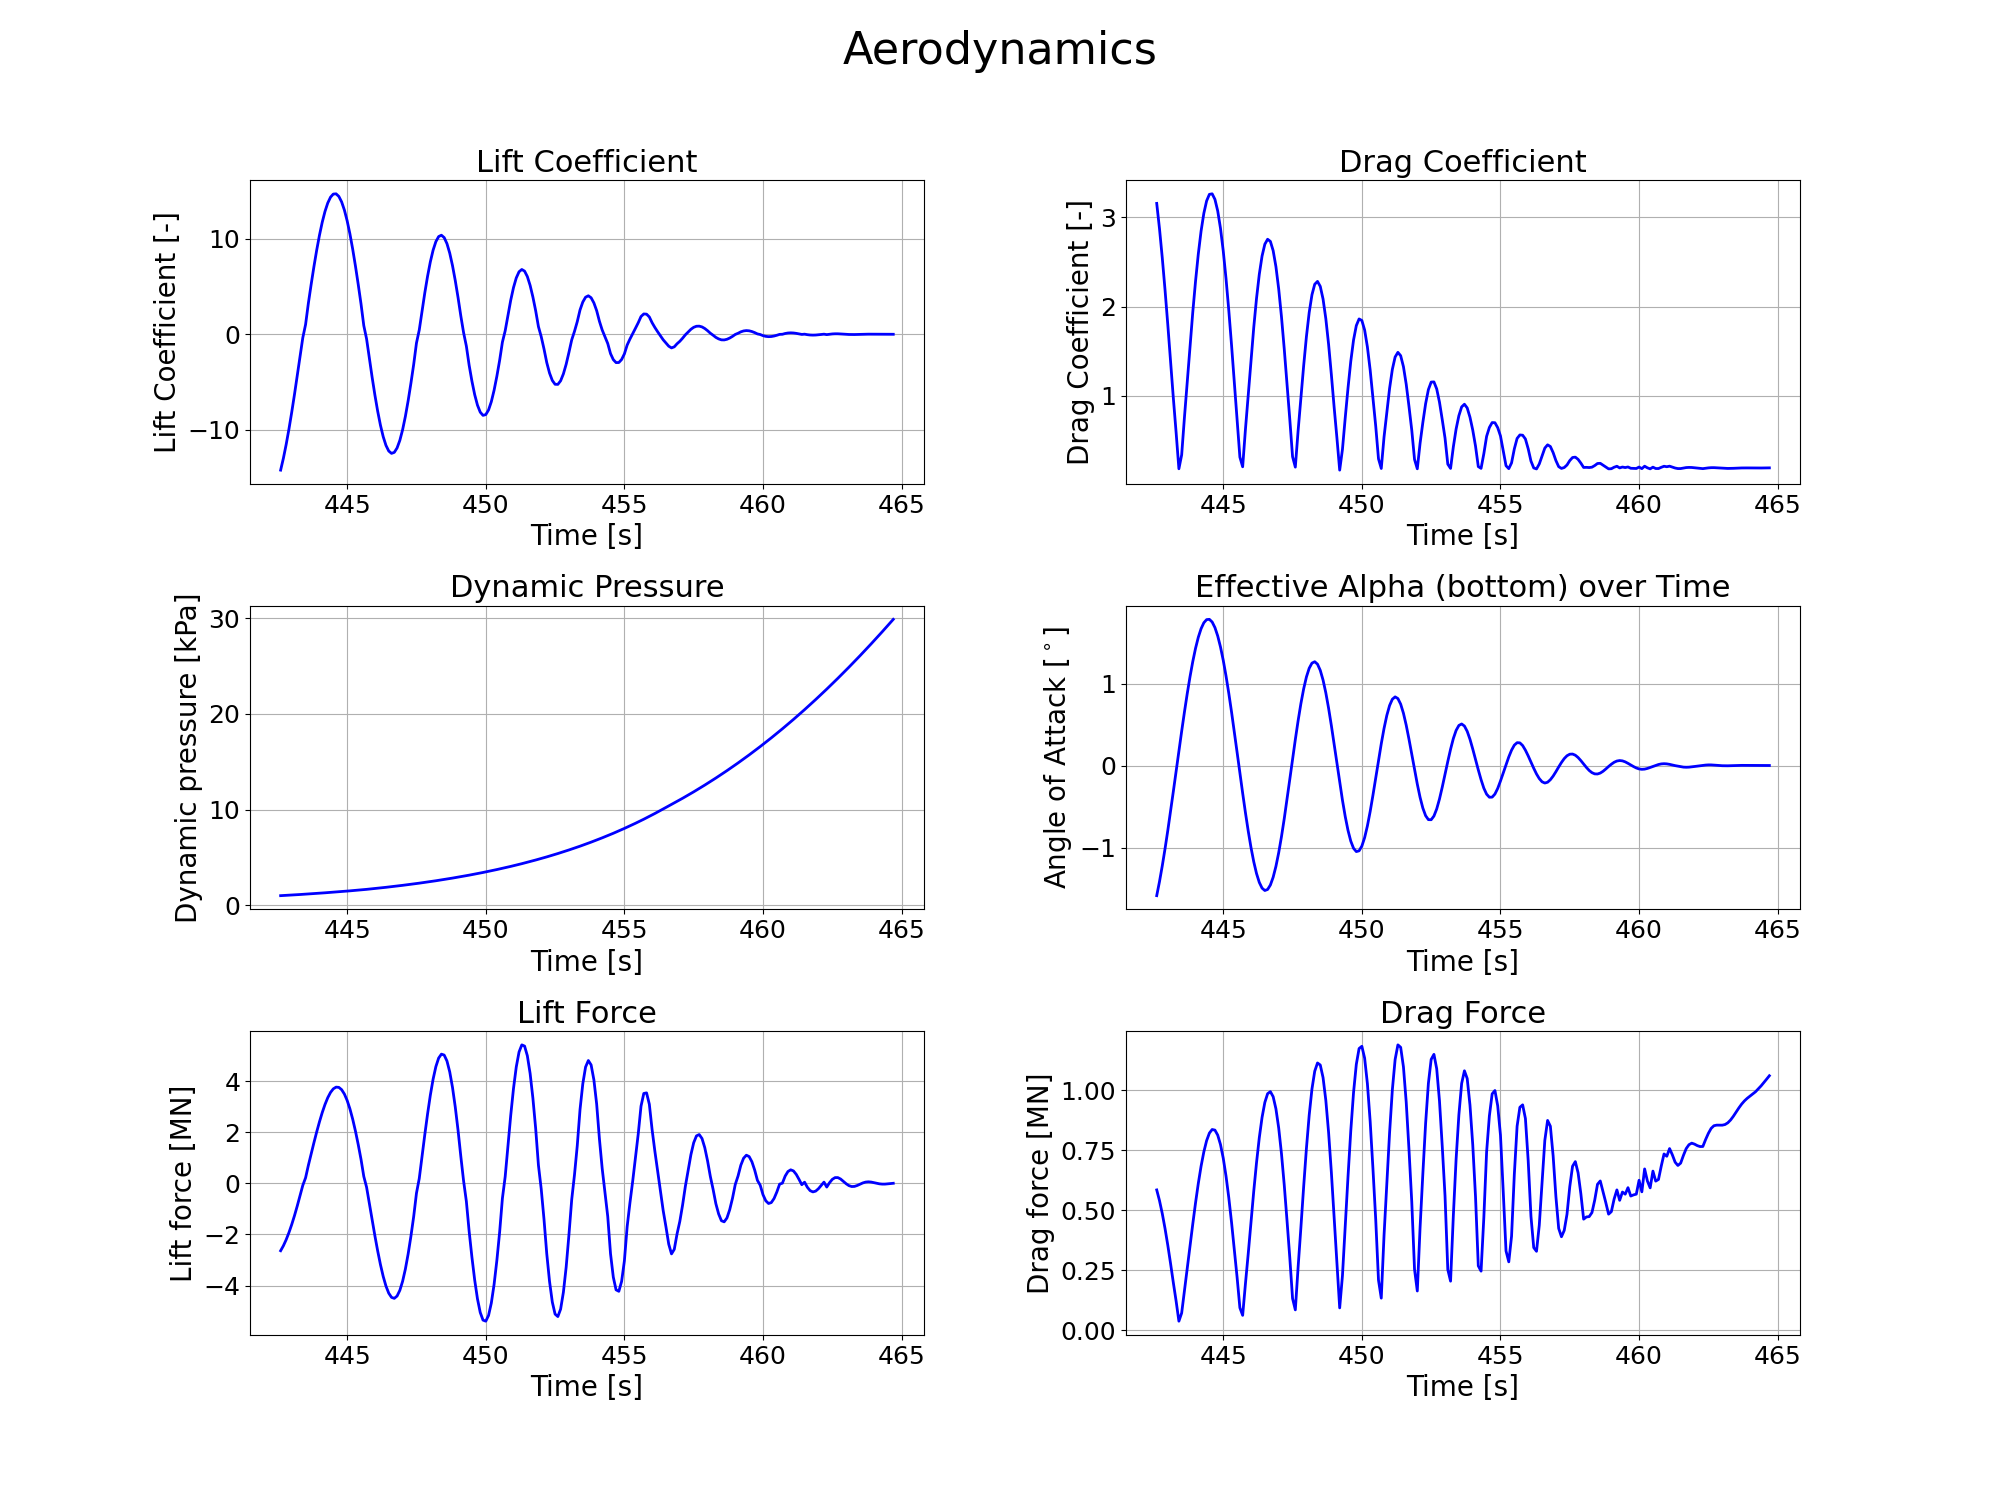 Aerodynamics
Lift Coefficient
Lift Coefficient [-]
10
0
−10
445 450 455 460 465
Time [s]
Drag Coefficient
Drag Coefficient [-]
3
2
1
445 450 455 460 465
Time [s]
Dynamic Pressure
Dynamic pressure [kPa]
30
20
10
0
445 450 455 460 465
Time [s]
Effective Alpha (bottom) over Time
Angle of Attack [°]
1
0
−1
445 450 455 460 465
Time [s]
Lift Force
Lift force [MN]
4
2
0
−2
−4
445 450 455 460 465
Time [s]
Drag Force
Drag force [MN]
1.00
0.75
0.50
0.25
0.00
445 450 455 460 465
Time [s]